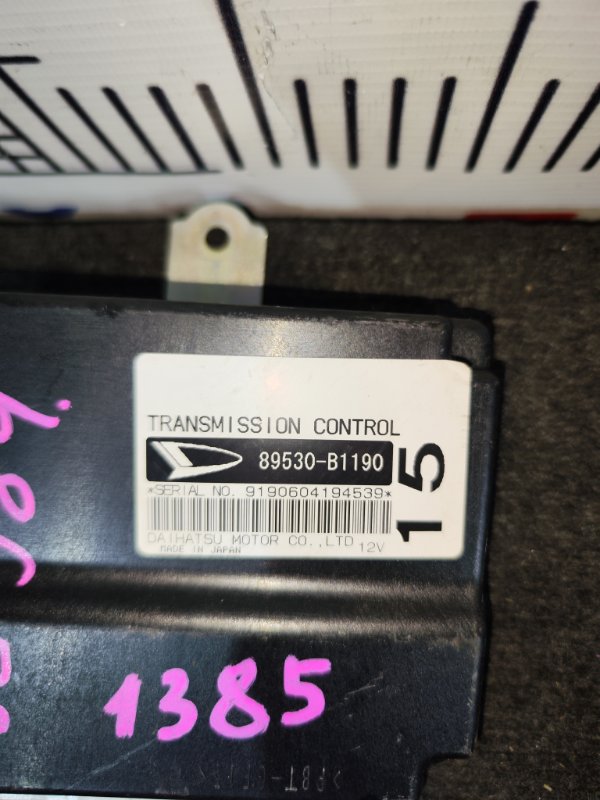 TRANSMISSION CONTROL
89530-B1190
*SERIAL NO. 9190604194539*
DAIHATSU MOTOR CO.,LTD 12V
MADE IN JAPAN
15
1385